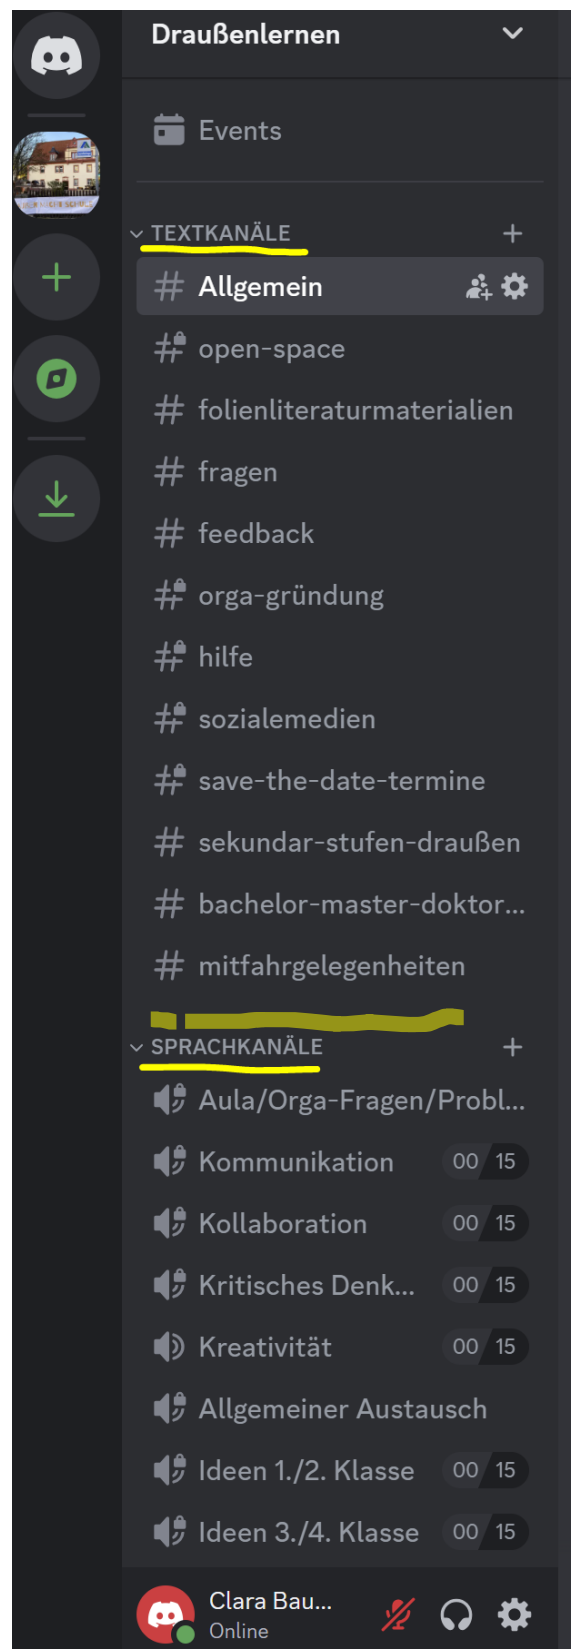 Draußenlernen
Events
TEXTKANÄLE
Allgemein
open-space
folienliteraturmaterialien
fragen
feedback
orga-gründung
hilfe
sozialemedien
save-the-date-termine
sekundar-stufen-draußen
bachelor-master-doktor...
mitfahrgelegenheiten
SPRACHKANÄLE
Aula/Orga-Fragen/Probl...
Kommunikation 00 15
Kollaboration 00 15
Kritisches Denk... 00 15
Kreativität 00 15
Allgemeiner Austausch
Ideen 1./2. Klasse 00 15
Ideen 3./4. Klasse 00 15
Clara Bau...
Online